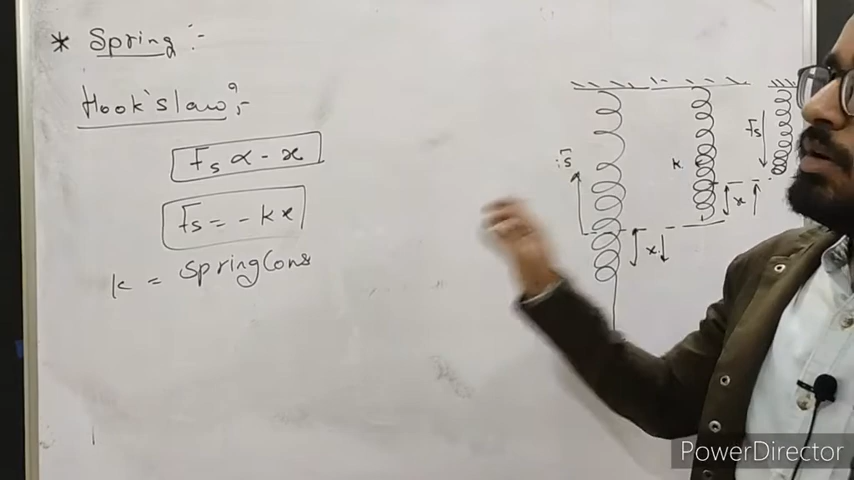 * Spring :-
Hook's law :-
Fs α - x
Fs = - kx
k = Spring Cons
Fs
x
k
x
Fs
PowerDirector